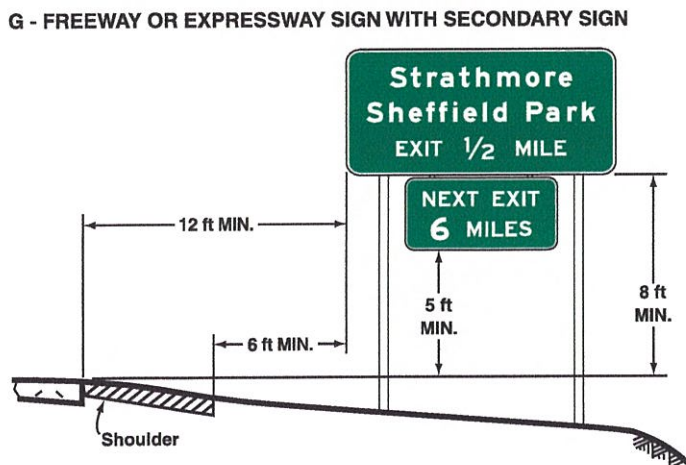 G - FREEWAY OR EXPRESSWAY SIGN WITH SECONDARY SIGN
Strathmore
Sheffield Park
EXIT 1/2 MILE
NEXT EXIT
6 MILES
12 ft MIN.
6 ft MIN.
5 ft
MIN.
8 ft
MIN.
Shoulder